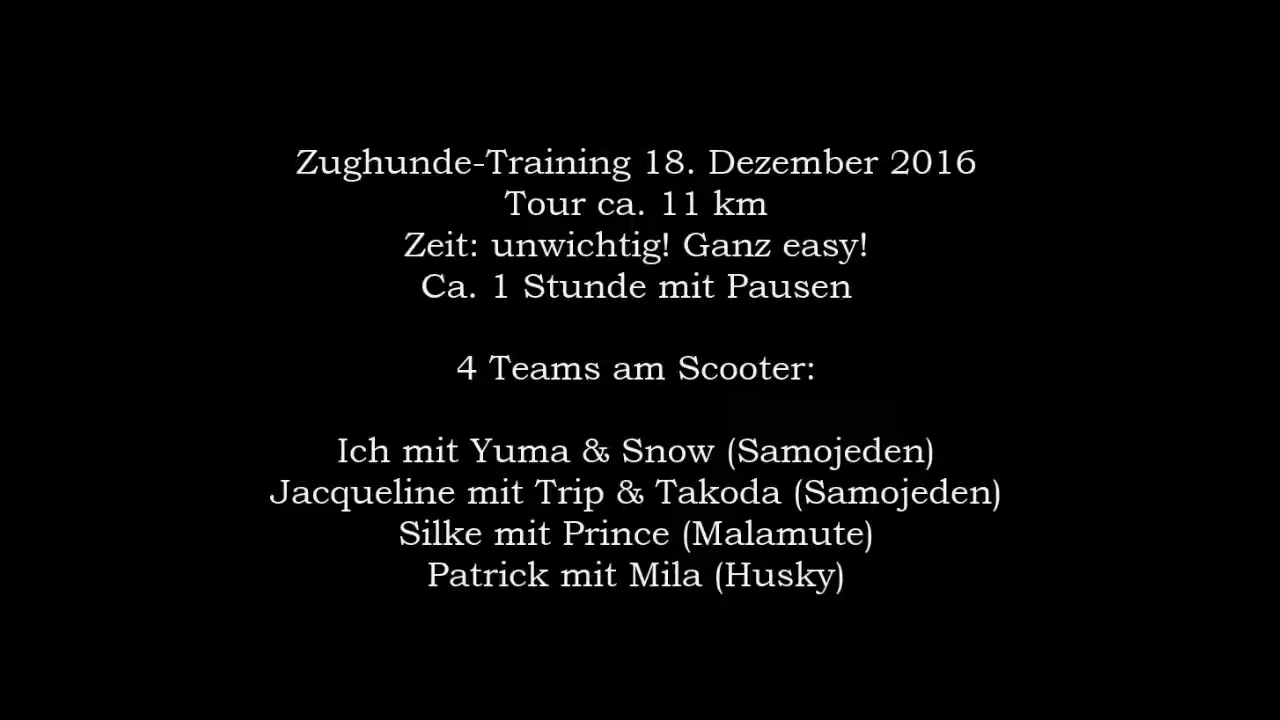 Zughunde-Training 18. Dezember 2016
Tour ca. 11 km
Zeit: unwichtig! Ganz easy!
Ca. 1 Stunde mit Pausen
4 Teams am Scooter:
Ich mit Yuma & Snow (Samojeden)
Jacqueline mit Trip & Takoda (Samojeden)
Silke mit Prince (Malamute)
Patrick mit Mila (Husky)